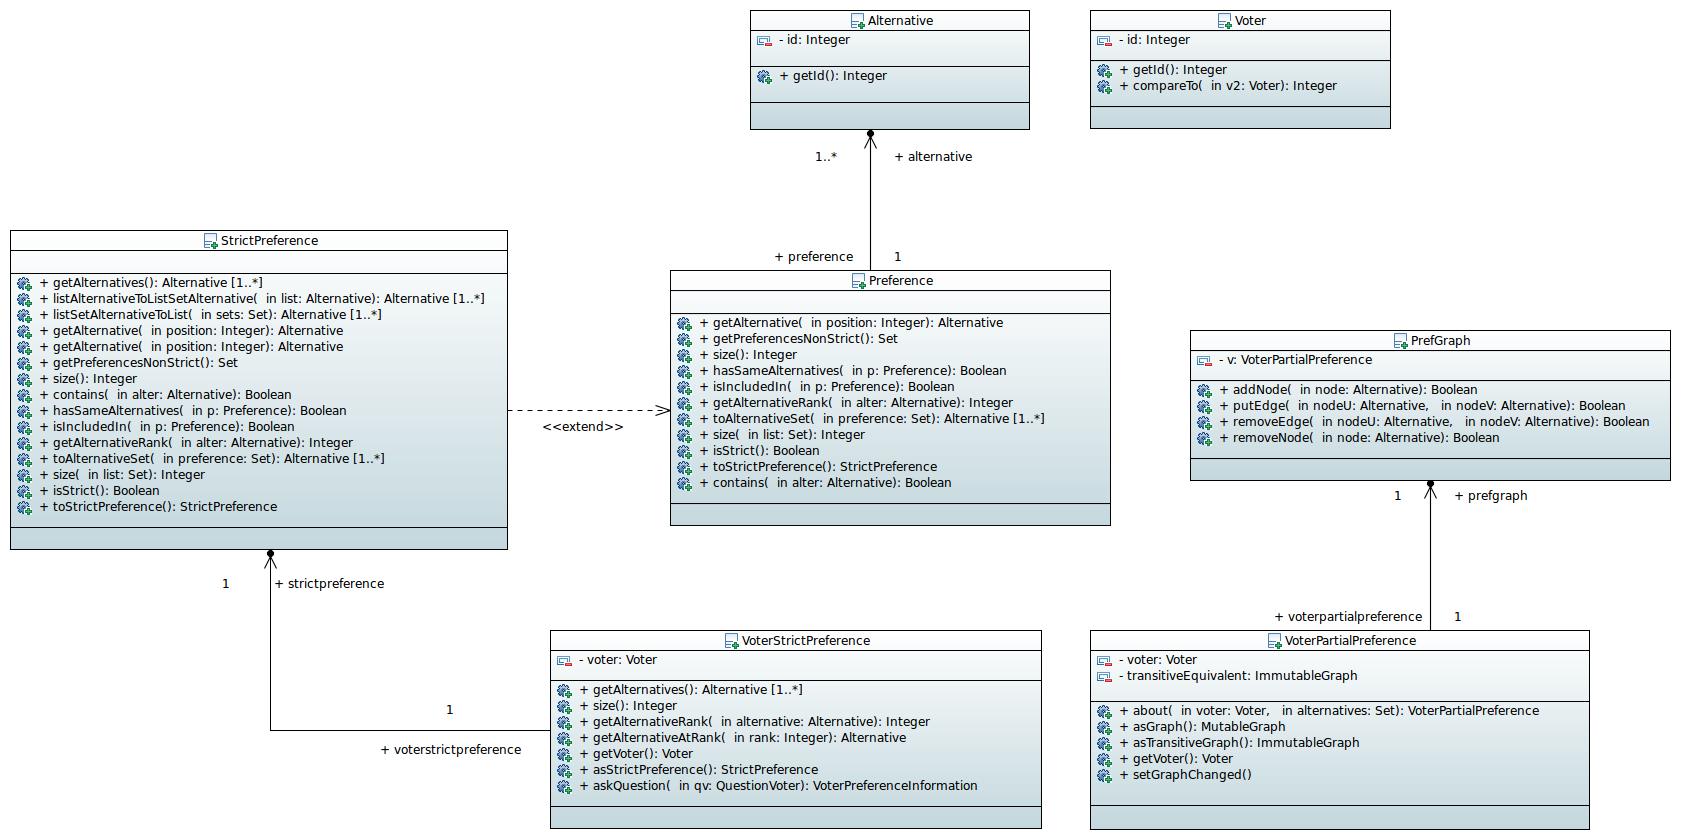 Alternative
- id: Integer
+ getId(): Integer
Voter
- id: Integer
+ getId(): Integer
+ compareTo(  in v2: Voter): Integer
1..*
+ alternative
+ preference
1
StrictPreference
+ getAlternatives(): Alternative [1..*]
+ listAlternativeToListSetAlternative(  in list: Alternative): Alternative [1..*]
+ listSetAlternativeToList(  in sets: Set): Alternative [1..*]
+ getAlternative(  in position: Integer): Alternative
+ getAlternative(  in position: Integer): Alternative
+ getPreferencesNonStrict(): Set
+ size(): Integer
+ contains(  in alter: Alternative): Boolean
+ hasSameAlternatives(  in p: Preference): Boolean
+ isIncludedIn(  in p: Preference): Boolean
+ getAlternativeRank(  in alter: Alternative): Integer
+ toAlternativeSet(  in preference: Set): Alternative [1..*]
+ size(  in list: Set): Integer
+ isStrict(): Boolean
+ toStrictPreference(): StrictPreference
<<extend>>
Preference
+ getAlternative(  in position: Integer): Alternative
+ getPreferencesNonStrict(): Set
+ size(): Integer
+ hasSameAlternatives(  in p: Preference): Boolean
+ isIncludedIn(  in p: Preference): Boolean
+ getAlternativeRank(  in alter: Alternative): Integer
+ toAlternativeSet(  in preference: Set): Alternative [1..*]
+ size(  in list: Set): Integer
+ isStrict(): Boolean
+ toStrictPreference(): StrictPreference
+ contains(  in alter: Alternative): Boolean
PrefGraph
- v: VoterPartialPreference
+ addNode(  in node: Alternative): Boolean
+ putEdge(  in nodeU: Alternative,   in nodeV: Alternative): Boolean
+ removeEdge(  in nodeU: Alternative,   in nodeV: Alternative): Boolean
+ removeNode(  in node: Alternative): Boolean
1
+ prefgraph
+ voterpartialpreference
1
1
+ strictpreference
1
+ voterstrictpreference
VoterStrictPreference
- voter: Voter
+ getAlternatives(): Alternative [1..*]
+ size(): Integer
+ getAlternativeRank(  in alternative: Alternative): Integer
+ getAlternativeAtRank(  in rank: Integer): Alternative
+ getVoter(): Voter
+ asStrictPreference(): StrictPreference
+ askQuestion(  in qv: QuestionVoter): VoterPreferenceInformation
VoterPartialPreference
- voter: Voter
- transitiveEquivalent: ImmutableGraph
+ about(  in voter: Voter,   in alternatives: Set): VoterPartialPreference
+ asGraph(): MutableGraph
+ asTransitiveGraph(): ImmutableGraph
+ getVoter(): Voter
+ setGraphChanged()